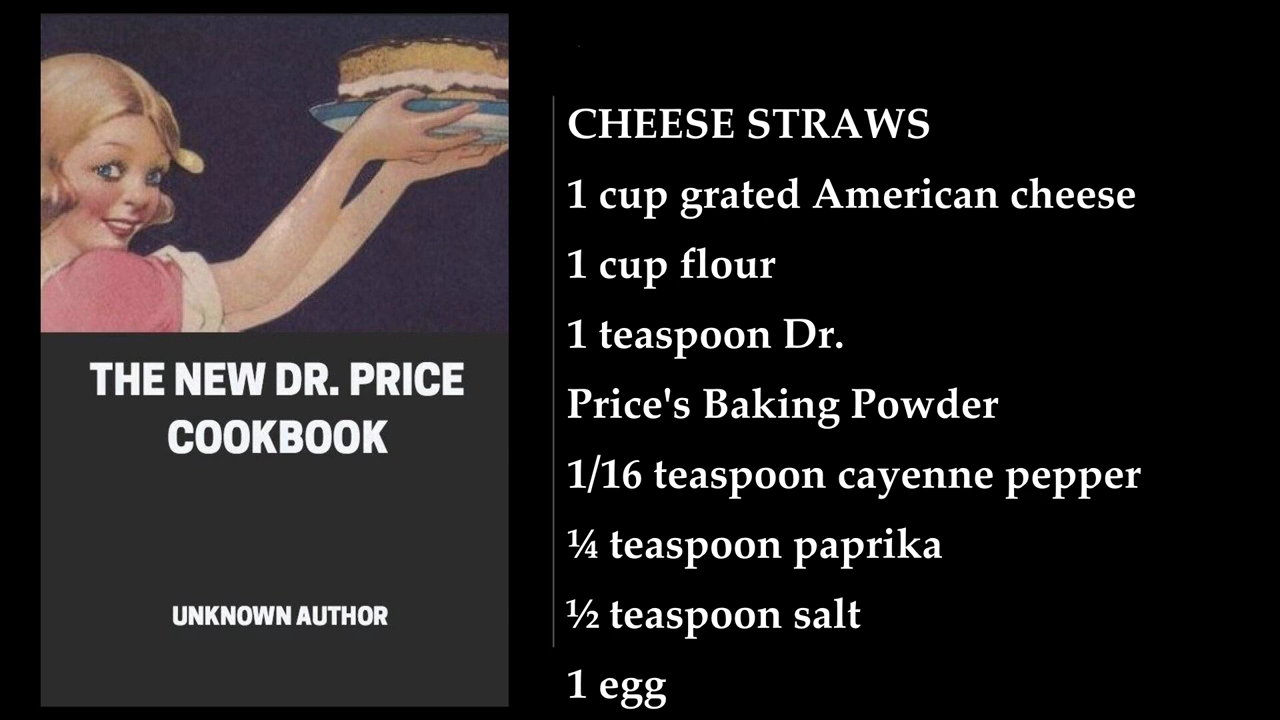 THE NEW DR. PRICE
COOKBOOK
UNKNOWN AUTHOR
CHEESE STRAWS
1 cup grated American cheese
1 cup flour
1 teaspoon Dr.
Price's Baking Powder
1/16 teaspoon cayenne pepper
¼ teaspoon paprika
½ teaspoon salt
1 egg